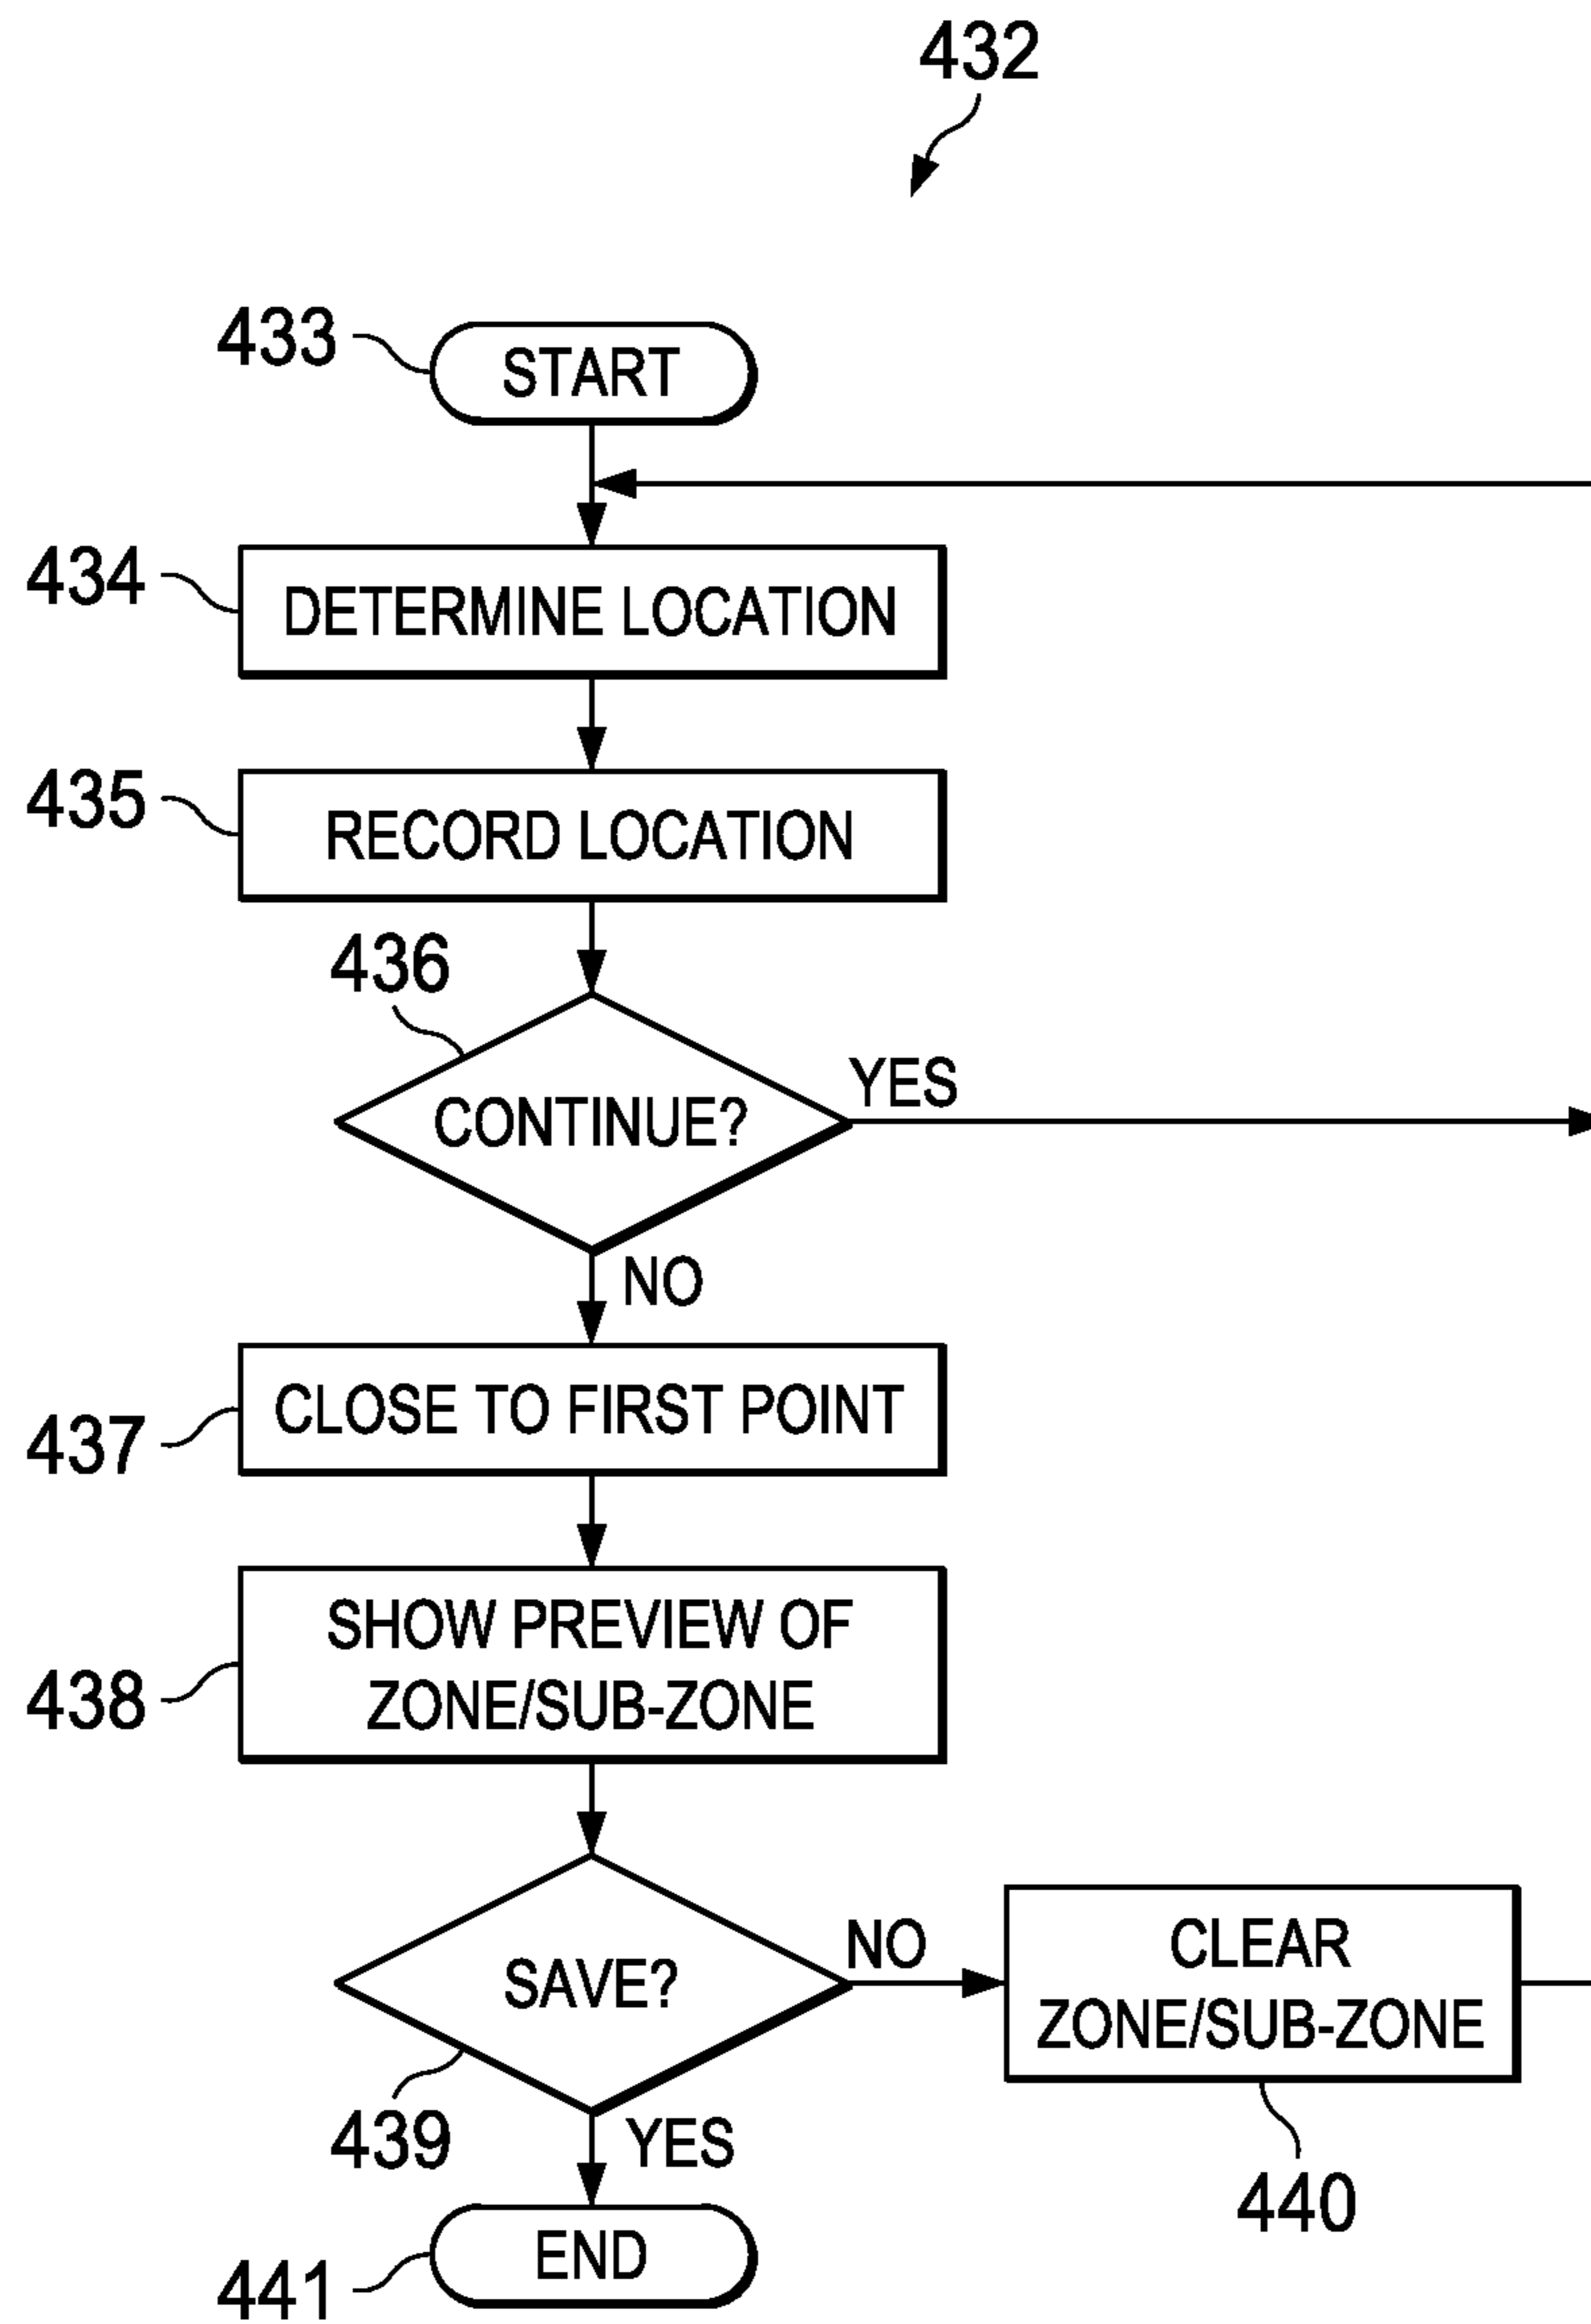 432
433
START
434
DETERMINE LOCATION
435
RECORD LOCATION
436
CONTINUE?
YES
NO
437
CLOSE TO FIRST POINT
438
SHOW PREVIEW OF
ZONE/SUB-ZONE
SAVE?
NO
CLEAR
ZONE/SUB-ZONE
439
YES
440
441
END